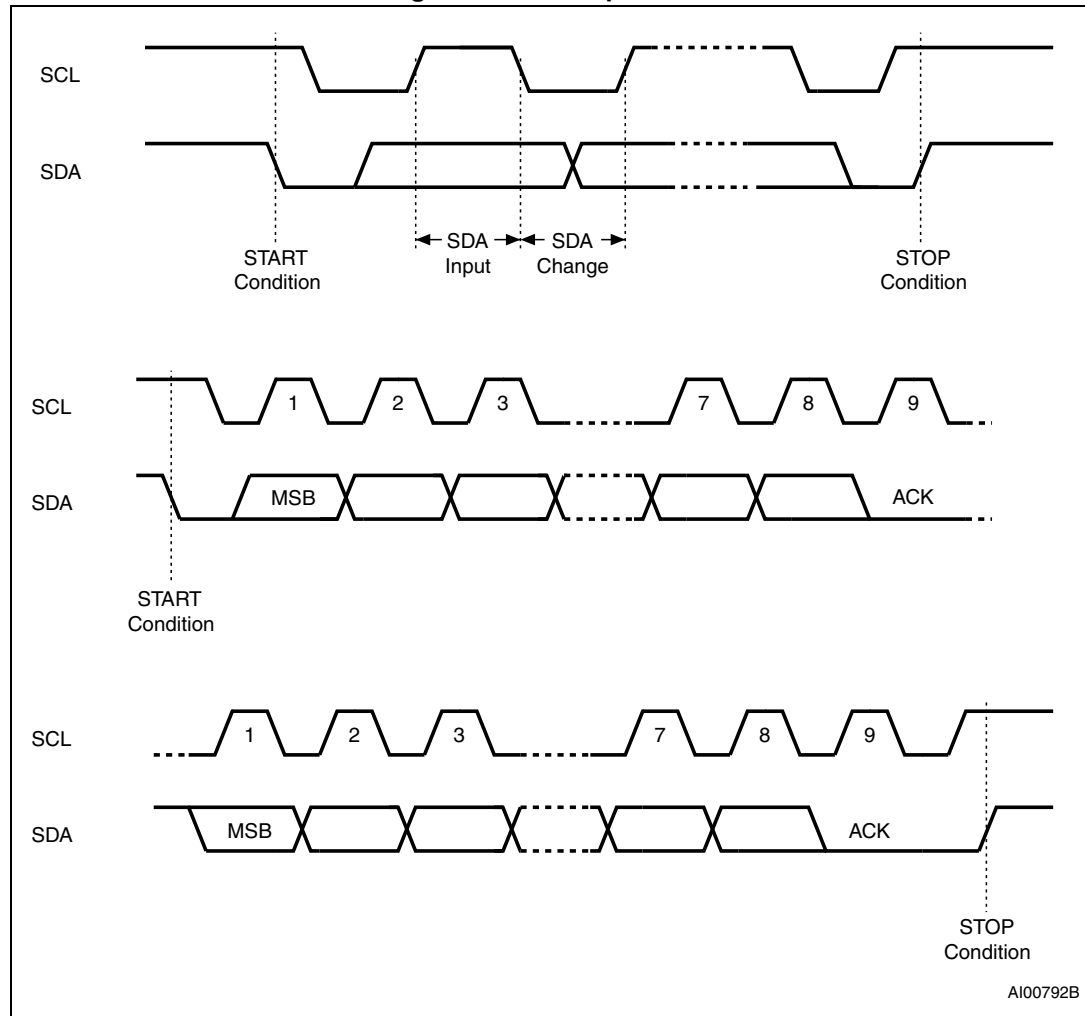 SCL
SDA
START
Condition
SDA
Input
SDA
Change
STOP
Condition
SCL
1 2 3 7 8 9
SDA
MSB ACK
START
Condition
SCL
1 2 3 7 8 9
SDA
MSB ACK
STOP
Condition
AI00792B